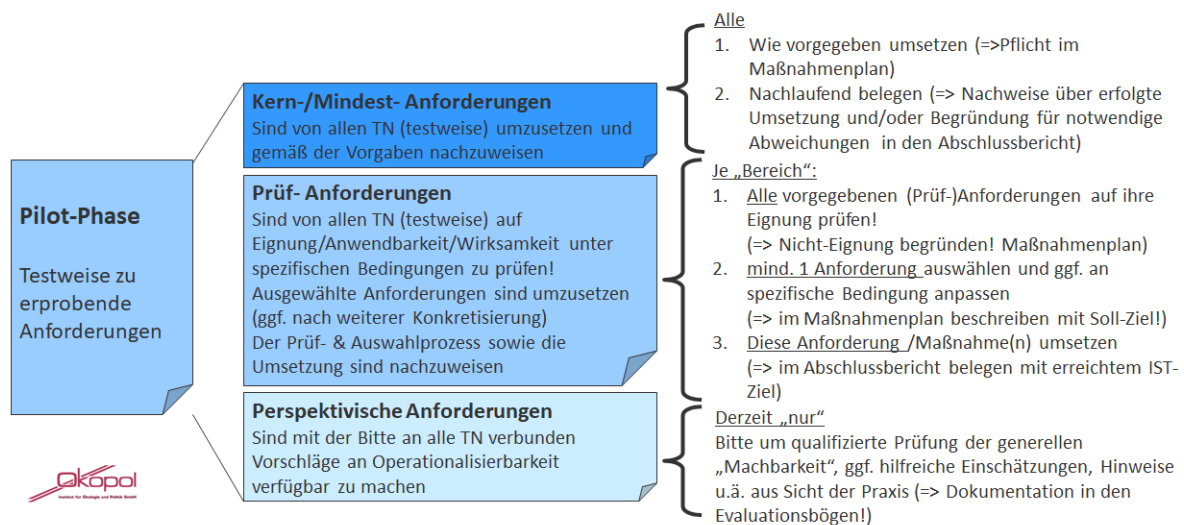 Pilot-Phase
Testweise zu
erprobende
Anforderungen
Kern-/Mindest- Anforderungen
Sind von allen TN (testweise) umzusetzen und
gemäß der Vorgaben nachzuweisen
Alle
1. Wie vorgegeben umsetzen (=>Pflicht im
Maßnahmenplan)
2. Nachlaufend belegen (=> Nachweise über erfolgte
Umsetzung und/oder Begründung für notwendige
Abweichungen in den Abschlussbericht)
Prüf- Anforderungen
Sind von allen TN (testweise) auf
Eignung/Anwendbarkeit/Wirksamkeit unter
spezifischen Bedingungen zu prüfen!
Ausgewählte Anforderungen sind umzusetzen
(ggf. nach weiterer Konkretisierung)
Der Prüf- & Auswahlprozess sowie die
Umsetzung sind nachzuweisen
Je „Bereich“:
1. Alle vorgegebenen (Prüf-)Anforderungen auf ihre
Eignung prüfen!
(=> Nicht-Eignung begründen! Maßnahmenplan)
2. mind. 1 Anforderung auswählen und ggf. an
spezifische Bedingung anpassen
(=> im Maßnahmenplan beschreiben mit Soll-Ziel!)
3. Diese Anforderung /Maßnahme(n) umsetzen
(=> im Abschlussbericht belegen mit erreichtem IST-
Ziel)
Perspektivische Anforderungen
Sind mit der Bitte an alle TN verbunden
Vorschläge an Operationalisierbarkeit
verfügbar zu machen
Derzeit „nur“
Bitte um qualifizierte Prüfung der generellen
„Machbarkeit“, ggf. hilfreiche Einschätzungen, Hinweise
u.ä. aus Sicht der Praxis (=> Dokumentation in den
Evaluationsbögen!)
Ökopol
Institut für Ökologie und Politik GmbH